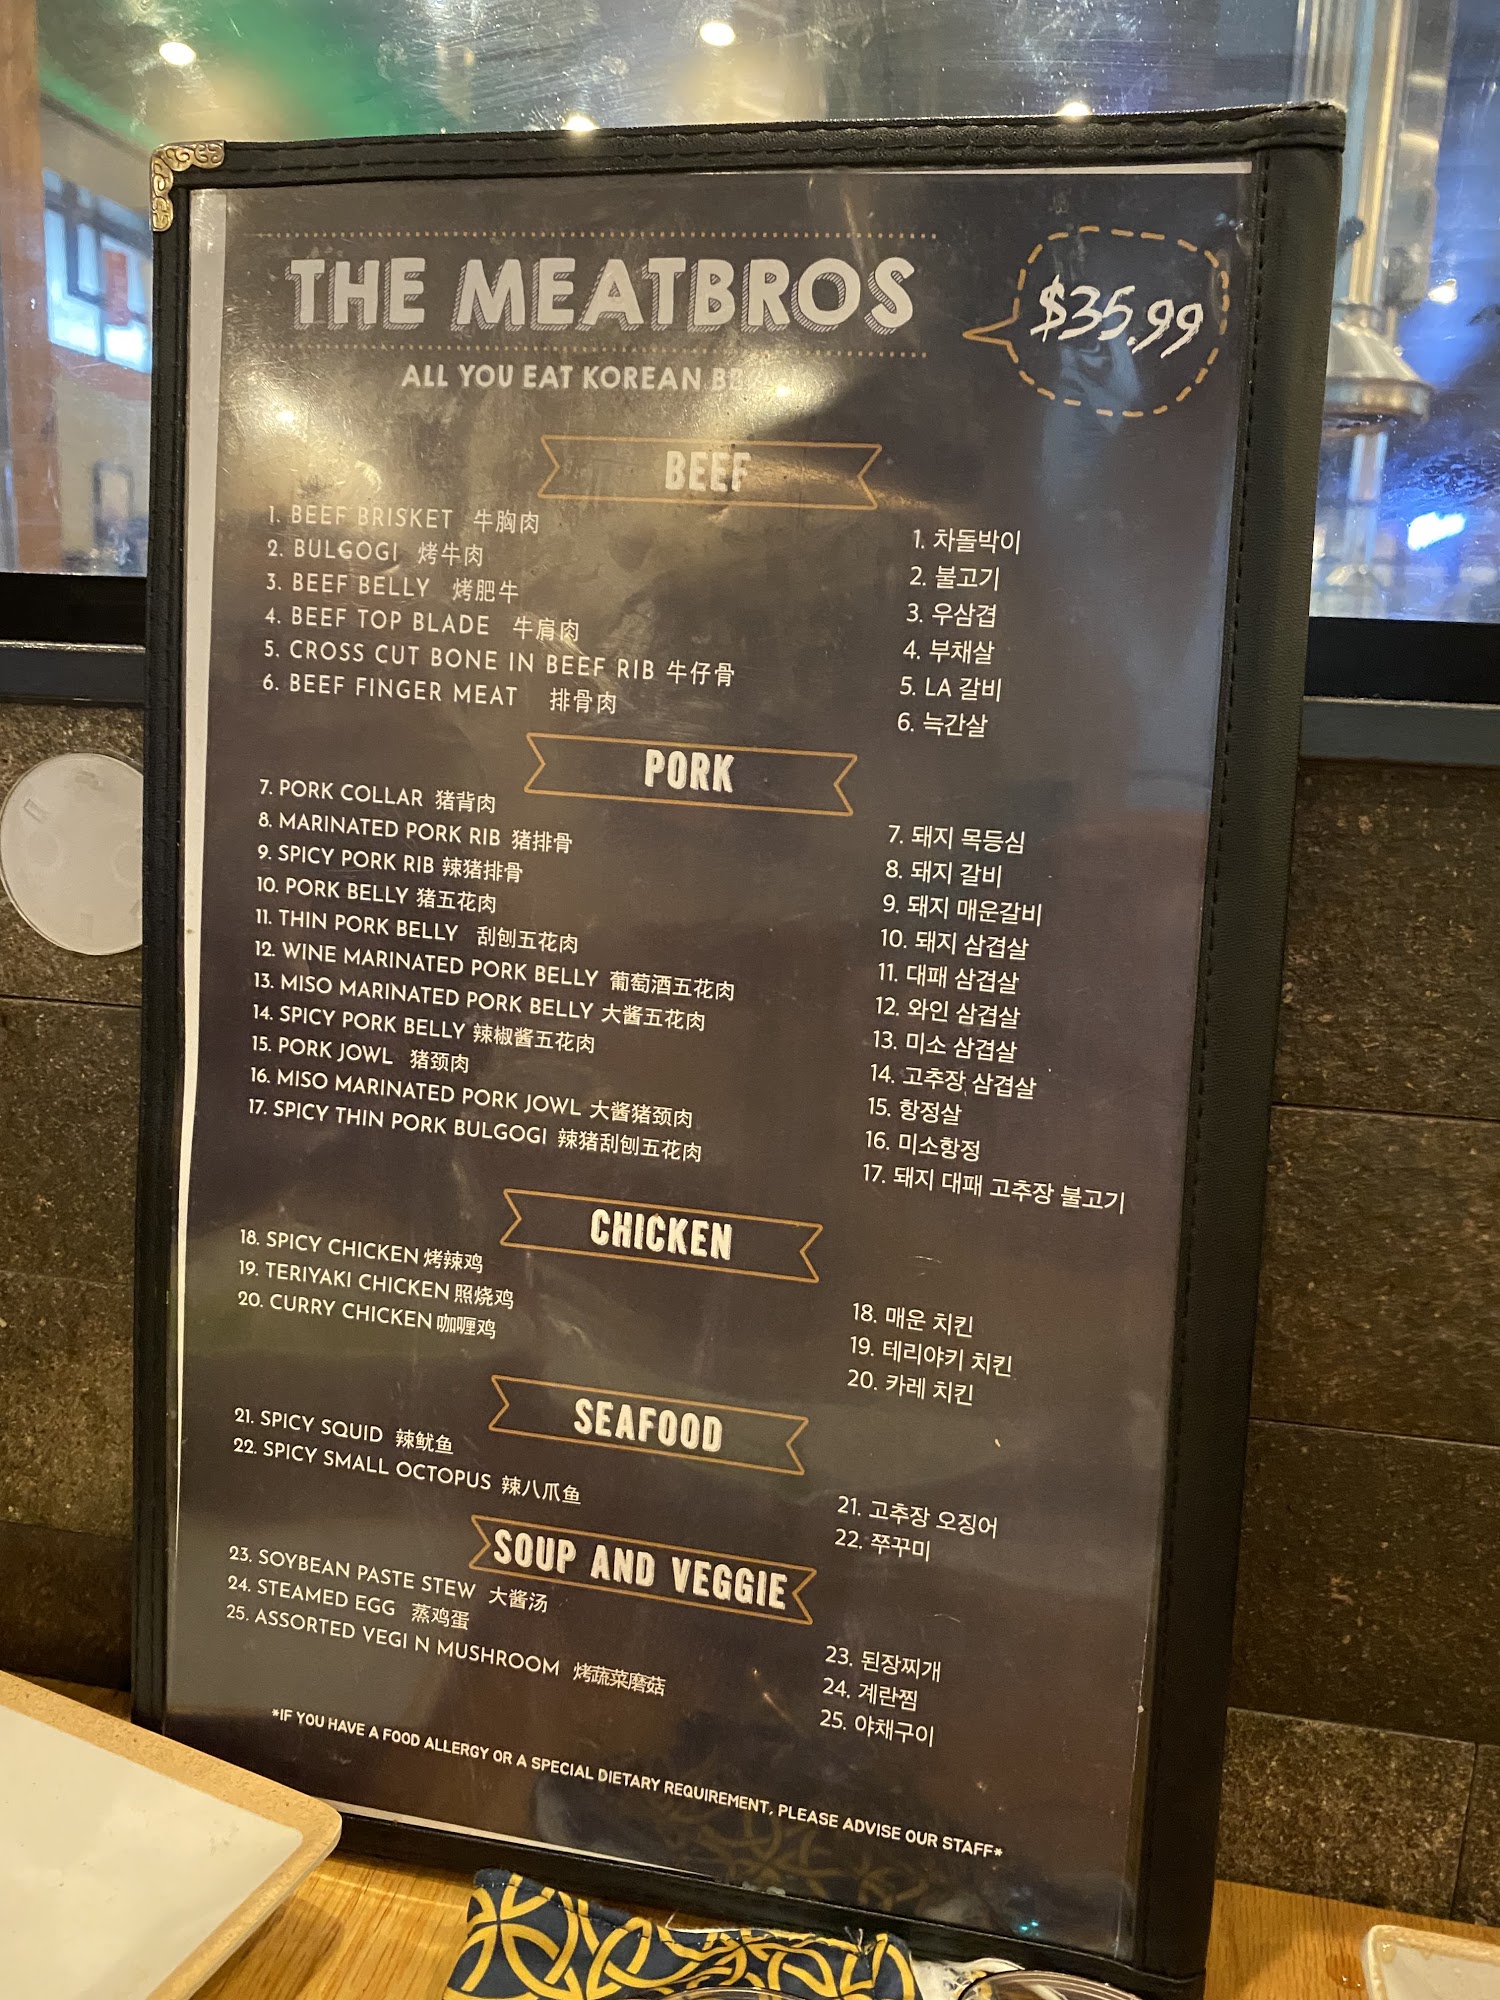 THE MEATBROS
$35.99
ALL YOU EAT KOREAN
BEEF
1. BEEF BRISKET 牛胸肉
2. BULGOGI 烤牛肉
3. BEEF BELLY 烤肥牛
4. BEEF TOP BLADE 牛肩肉
5. CROSS CUT BONE IN BEEF RIB 牛仔骨
6. BEEF FINGER MEAT 排骨肉
1. 차돌박이
2. 불고기
3. 우삼겹
4. 부채살
5. LA 갈비
6. 늑간살
PORK
7. PORK COLLAR 猪背肉
8. MARINATED PORK RIB 猪排骨
9. SPICY PORK RIB 辣猪排骨
10. PORK BELLY 猪五花肉
11. THIN PORK BELLY 刮刨五花肉
12. WINE MARINATED PORK BELLY 葡萄酒五花肉
13. MISO MARINATED PORK BELLY 大酱五花肉
14. SPICY PORK BELLY 辣椒酱五花肉
15. PORK JOWL 猪颈肉
16. MISO MARINATED PORK JOWL 大酱猪颈肉
17. SPICY THIN PORK BULGOGI 辣猪刮刨五花肉
7. 돼지 목등심
8. 돼지 갈비
9. 돼지 매운갈비
10. 돼지 삼겹살
11. 대패 삼겹살
12. 와인 삼겹살
13. 미소 삼겹살
14. 고추장 삼겹살
15. 항정살
16. 미소항정
17. 돼지 대패 고추장 불고기
CHICKEN
18. SPICY CHICKEN 烤辣鸡
19. TERIYAKI CHICKEN 照烧鸡
20. CURRY CHICKEN 咖喱鸡
18. 매운 치킨
19. 테리야키 치킨
20. 카레 치킨
SEAFOOD
21. SPICY SQUID 辣鱿鱼
22. SPICY SMALL OCTOPUS 辣八爪鱼
21. 고추장 오징어
22. 쭈꾸미
SOUP AND VEGGIE
23. SOYBEAN PASTE STEW 大酱汤
24. STEAMED EGG 蒸鸡蛋
25. ASSORTED VEGI N MUSHROOM 烤蔬菜磨菇
23. 된장찌개
24. 계란찜
25. 야채구이
*IF YOU HAVE A FOOD ALLERGY OR A SPECIAL DIETARY REQUIREMENT, PLEASE ADVISE OUR STAFF*